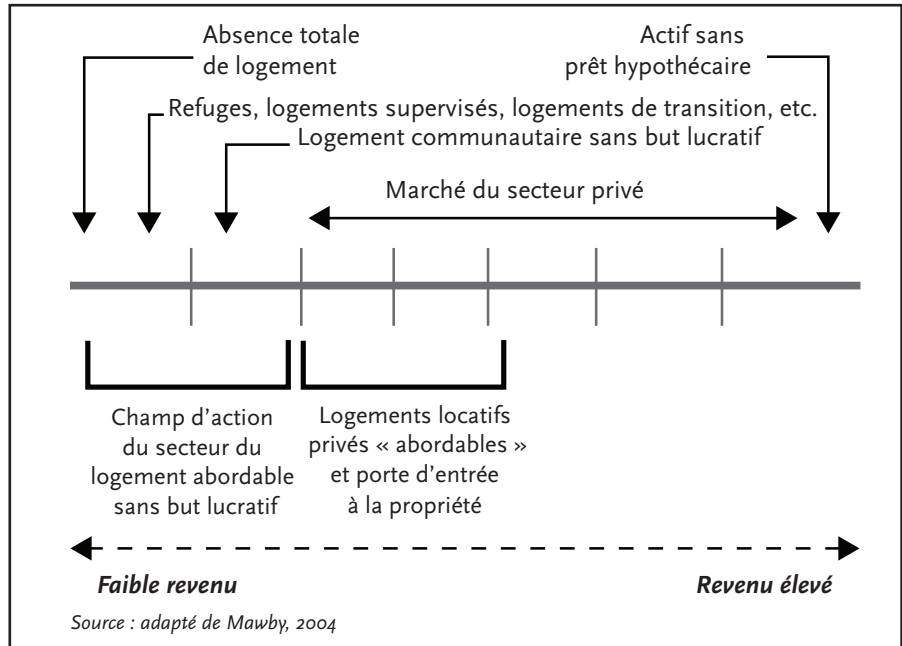 Absence totale
de logement
Actif sans
prêt hypothécaire
Refuges, logements supervisés, logements de transition, etc.
Logement communautaire sans but lucratif
Marché du secteur privé
Champ d'action
du secteur du
logement abordable
sans but lucratif
Logements locatifs
privés « abordables »
et porte d'entrée
à la propriété
Faible revenu
Revenu élevé
Source : adapté de Mawby, 2004